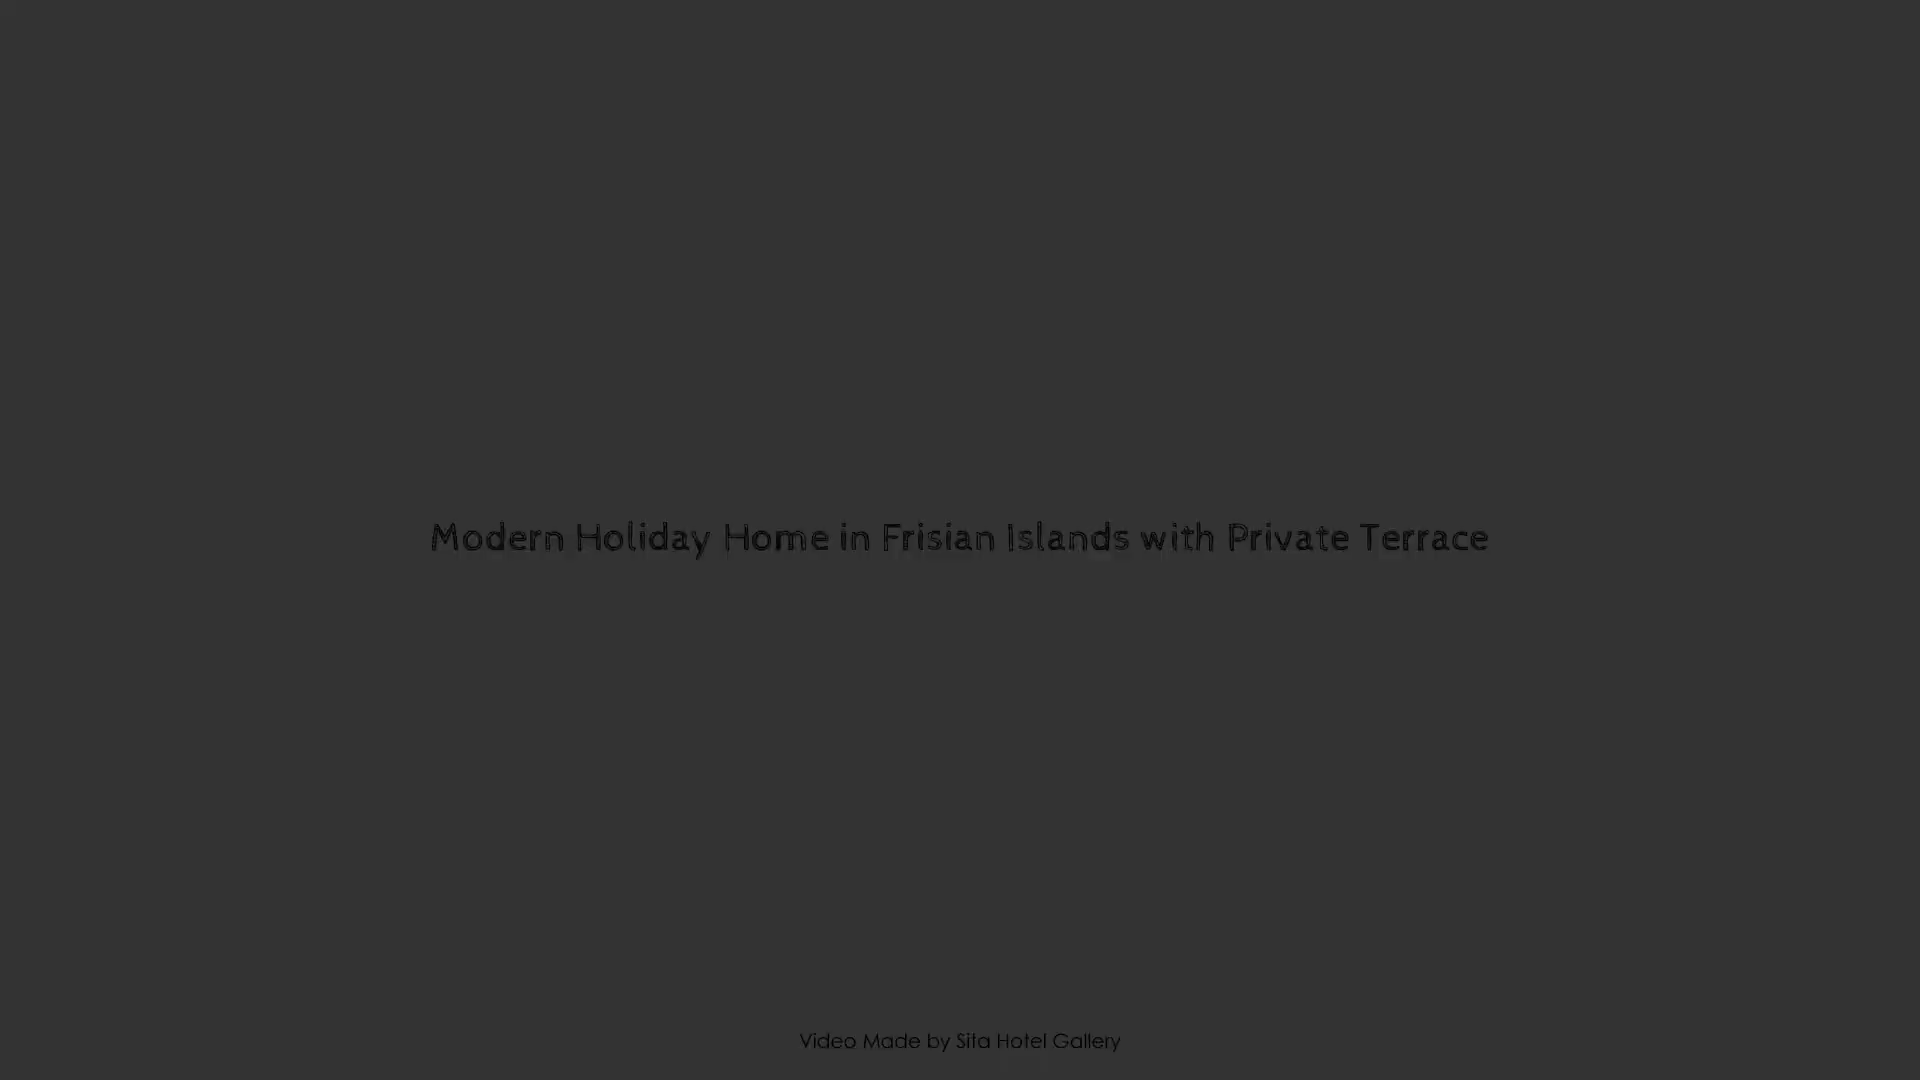 Modern Holiday Home in Frisian Islands with Private Terrace
Video Made by Sita Hotel Gallery